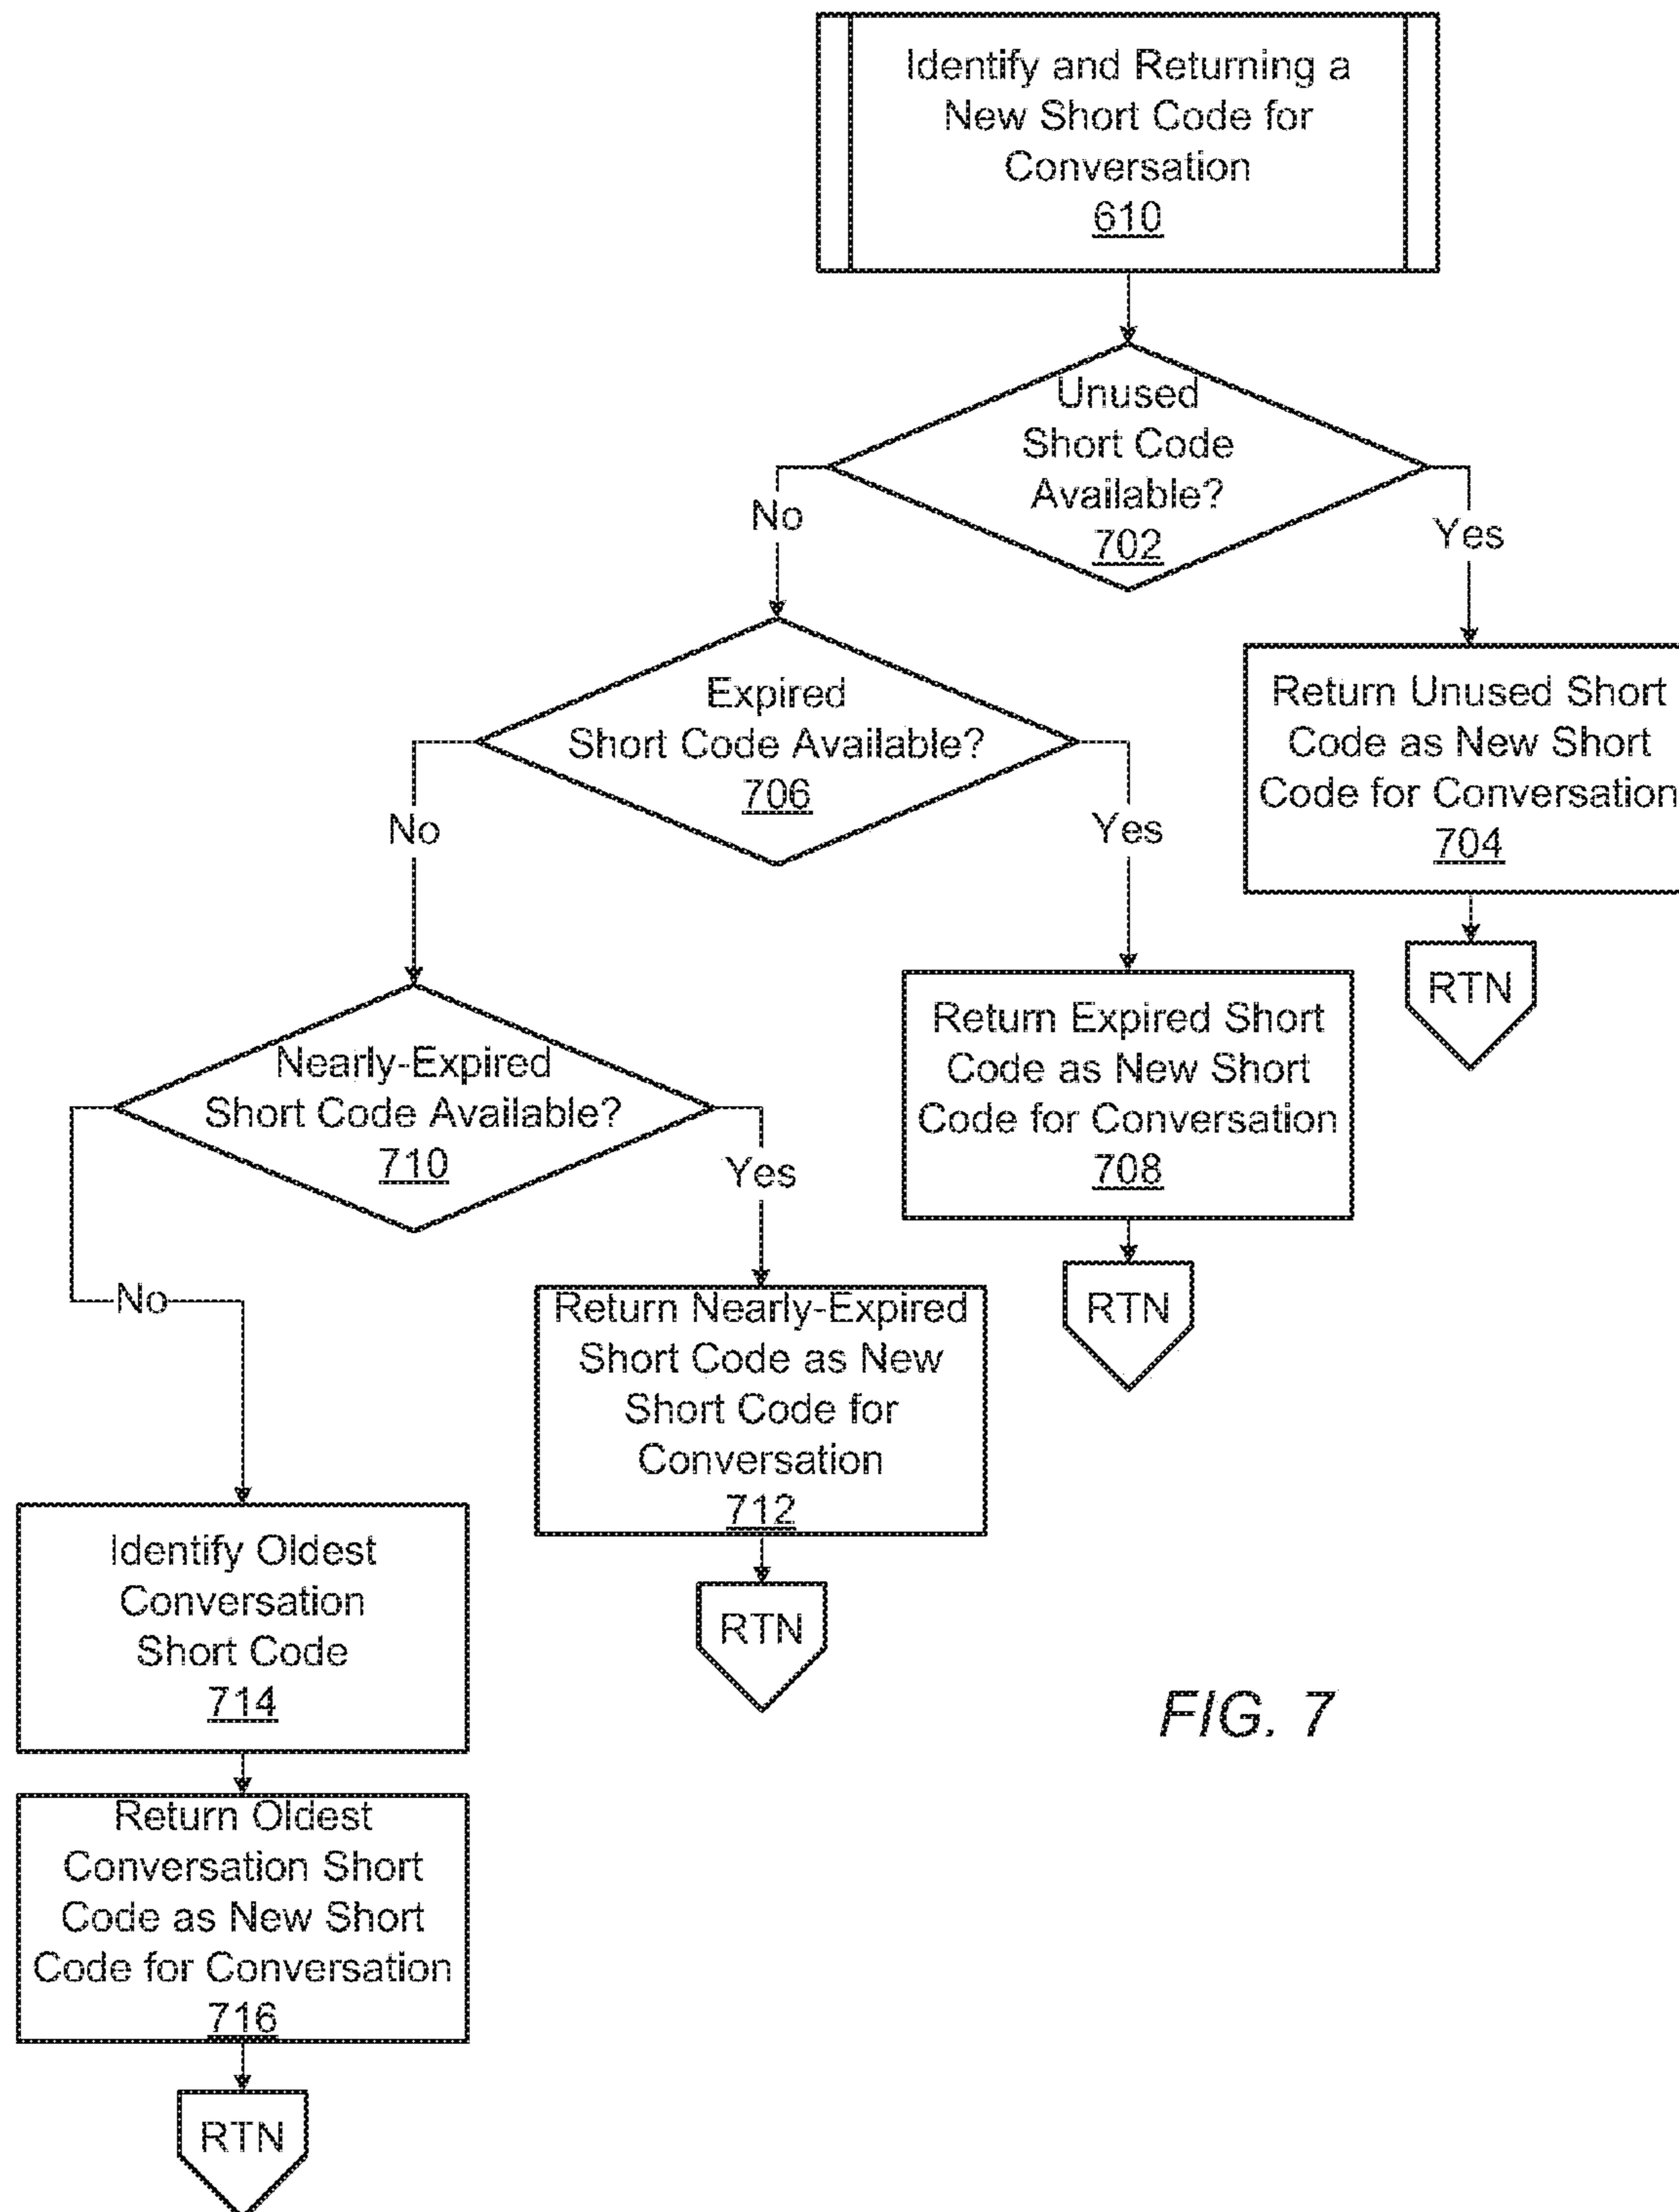 Identify and Returning a
New Short Code for
Conversation
610
Unused
Short Code
Available?
702
No
Yes
Expired
Short Code Available?
706
Return Unused Short
Code as New Short
Code for Conversation
704
No
Yes
RTN
Nearly-Expired
Short Code Available?
710
Return Expired Short
Code as New Short
Code for Conversation
708
Yes
No
RTN
Return Nearly-Expired
Short Code as New
Short Code for
Conversation
712
Identify Oldest
Conversation
Short Code
714
RTN
FIG. 7
Return Oldest
Conversation Short
Code as New Short
Code for Conversation
716
RTN